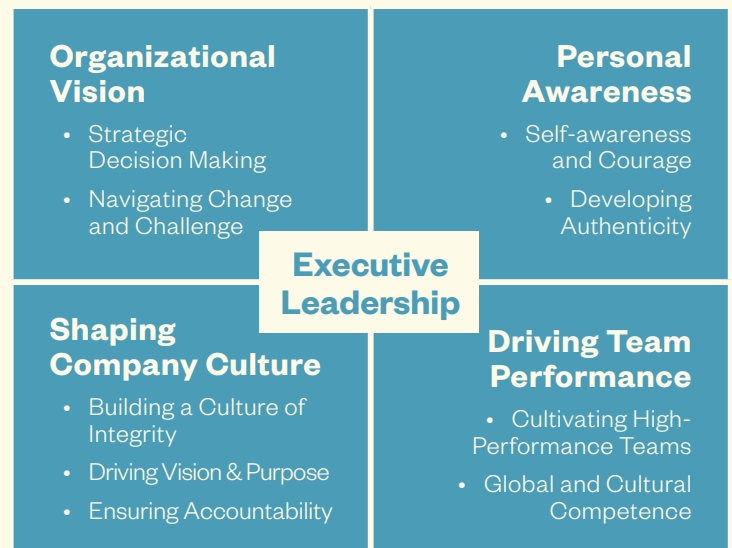 Organizational
Vision
• Strategic
Decision Making
• Navigating Change
and Challenge
Personal
Awareness
• Self-awareness
and Courage
• Developing
Authenticity
Executive
Leadership
Shaping
Company Culture
• Building a Culture of
Integrity
• Driving Vision & Purpose
• Ensuring Accountability
Driving Team
Performance
• Cultivating High-
Performance Teams
• Global and Cultural
Competence